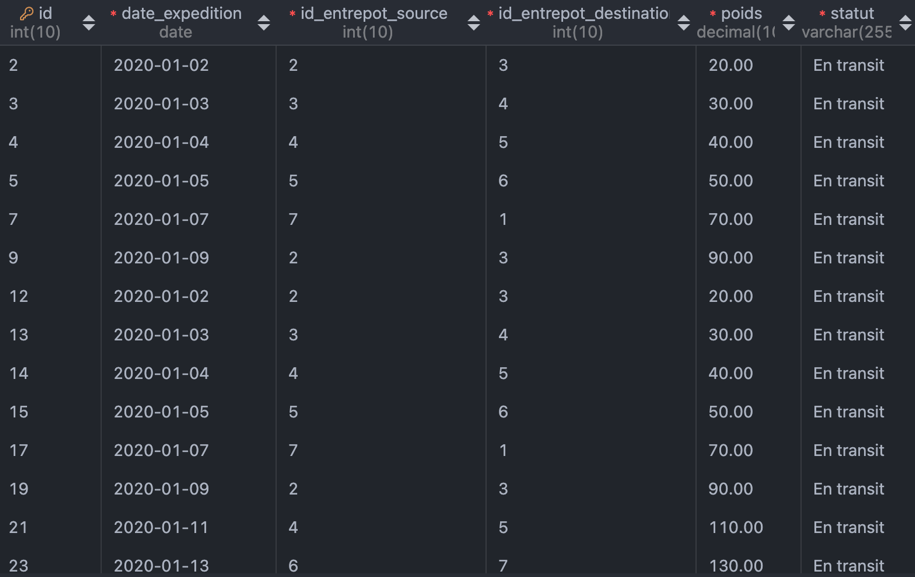 id * date_expedition * id_entrepot_source * id_entrepot_destinatio * poids * statut
int(10) date int(10) int(10) decimal(10 varchar(255
2 2020-01-02 2 3 20.00 En transit
3 2020-01-03 3 4 30.00 En transit
4 2020-01-04 4 5 40.00 En transit
5 2020-01-05 5 6 50.00 En transit
7 2020-01-07 7 1 70.00 En transit
9 2020-01-09 2 3 90.00 En transit
12 2020-01-02 2 3 20.00 En transit
13 2020-01-03 3 4 30.00 En transit
14 2020-01-04 4 5 40.00 En transit
15 2020-01-05 5 6 50.00 En transit
17 2020-01-07 7 1 70.00 En transit
19 2020-01-09 2 3 90.00 En transit
21 2020-01-11 4 5 110.00 En transit
23 2020-01-13 6 7 130.00 En transit